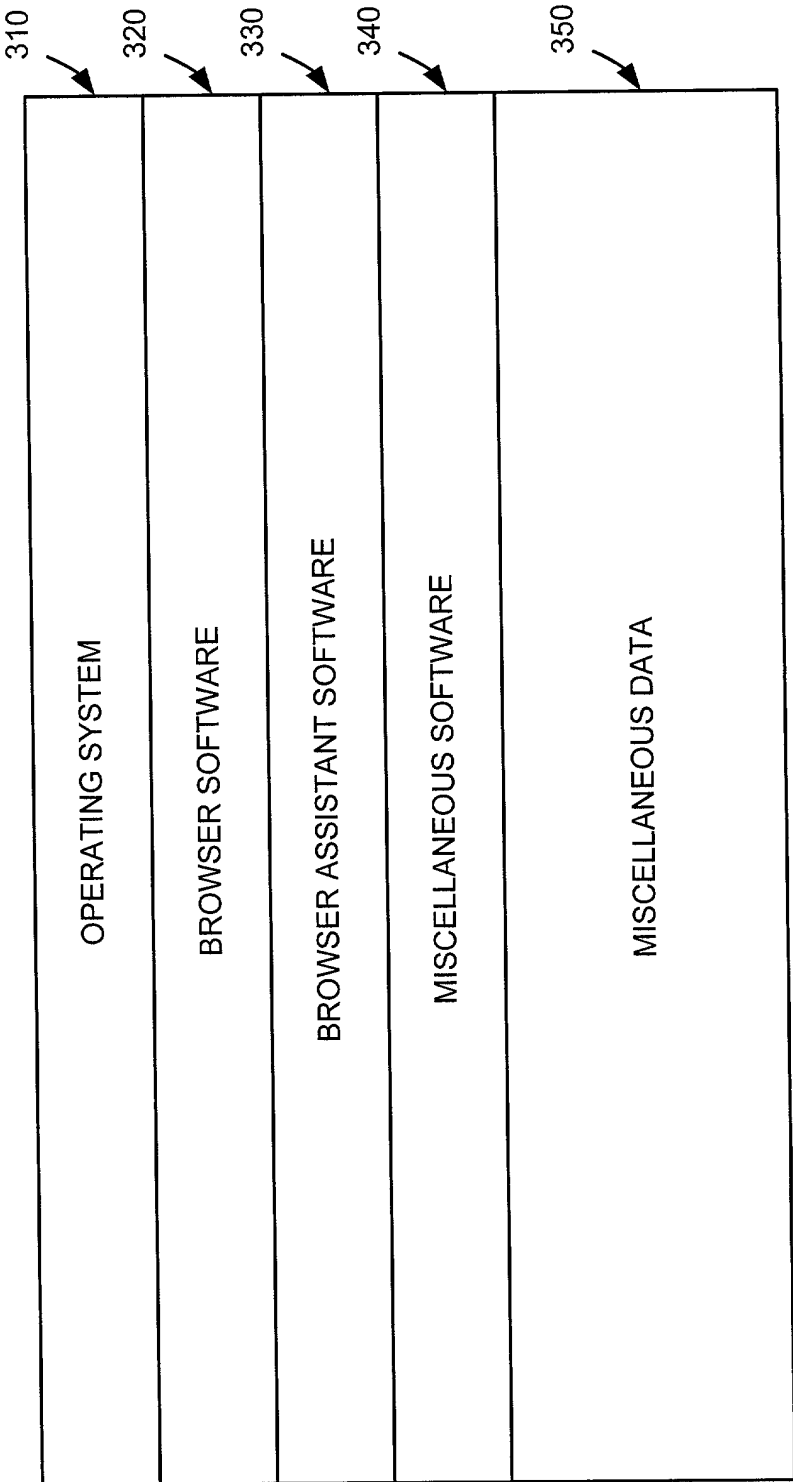 310
OPERATING SYSTEM
320
BROWSER SOFTWARE
330
BROWSER ASSISTANT SOFTWARE
340
MISCELLANEOUS SOFTWARE
350
MISCELLANEOUS DATA